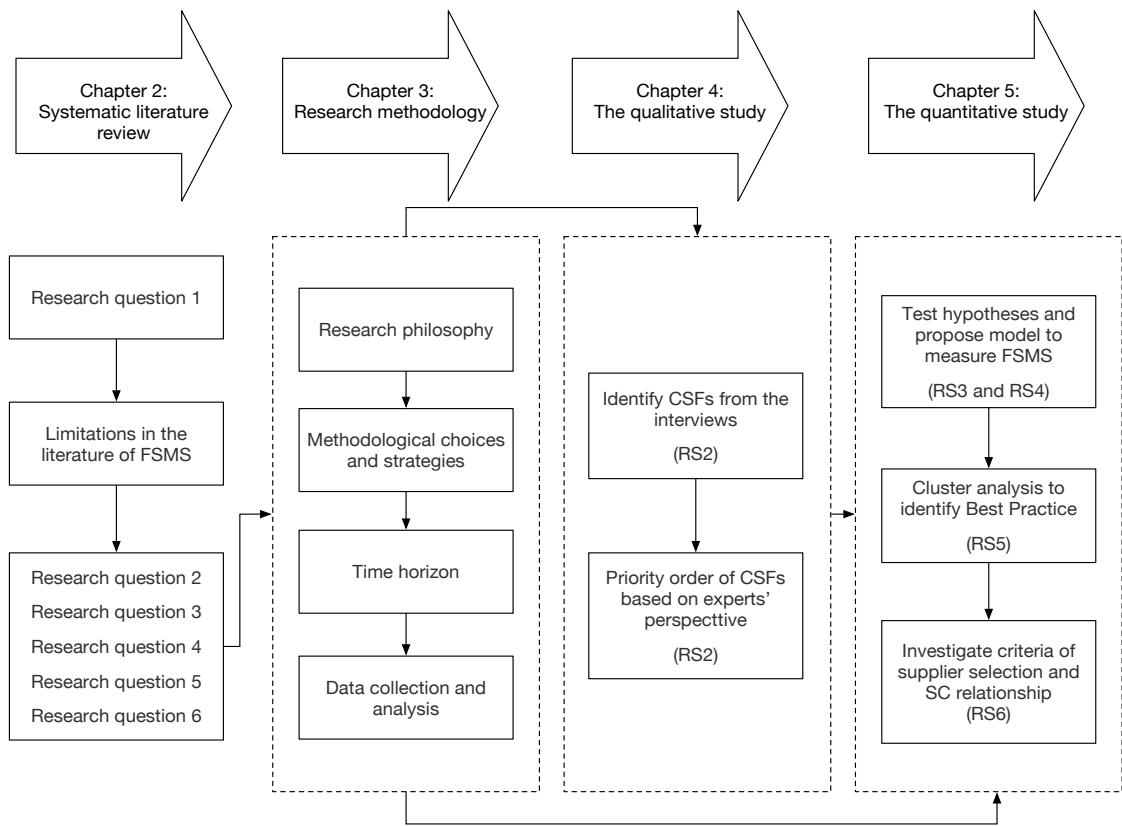 Chapter 2:
Systematic literature
review
Chapter 3:
Research methodology
Chapter 4:
The qualitative study
Chapter 5:
The quantitative study
Research question 1
Limitations in the
literature of FSMS
Research question 2
Research question 3
Research question 4
Research question 5
Research question 6
Research philosophy
Methodological choices
and strategies
Time horizon
Data collection and
analysis
Identify CSFs from the
interviews
(RS2)
Priority order of CSFs
based on experts’
perspecttive
(RS2)
Test hypotheses and
propose model to
measure FSMS
(RS3 and RS4)
Cluster analysis to
identify Best Practice
(RS5)
Investigate criteria of
supplier selection and
SC relationship
(RS6)